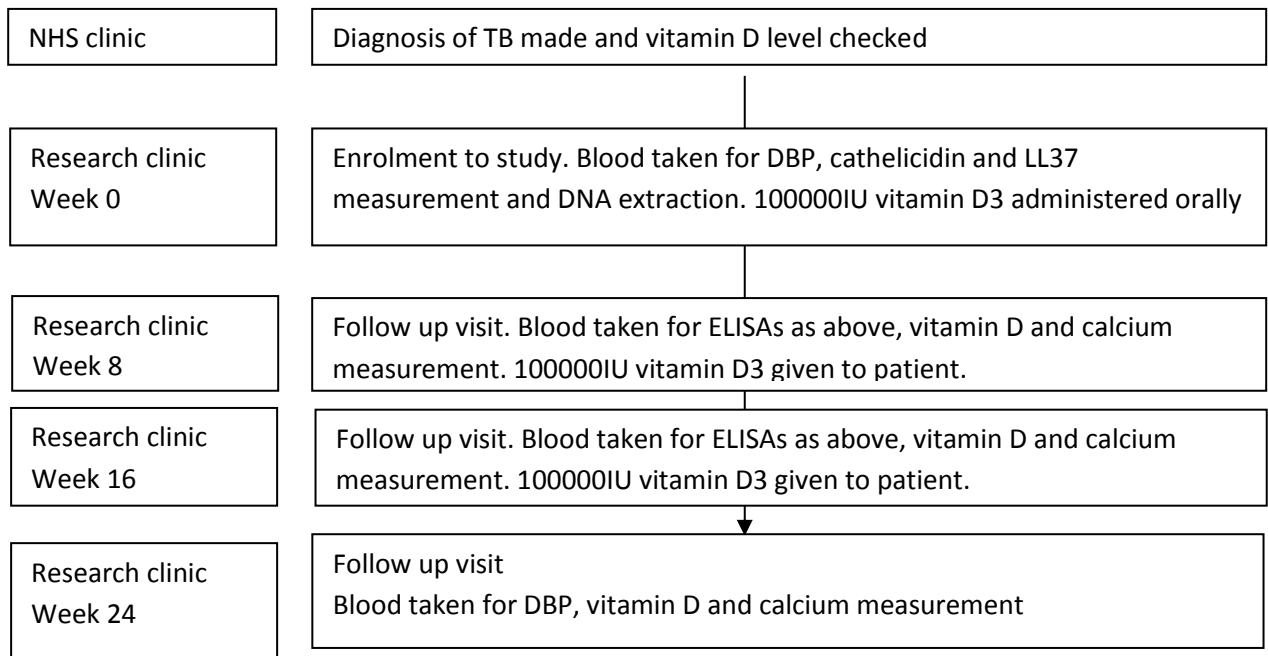 NHS clinic
Diagnosis of TB made and vitamin D level checked
Research clinic
Week 0
Enrolment to study. Blood taken for DBP, cathelicidin and LL37
measurement and DNA extraction. 100000IU vitamin D3 administered orally
Research clinic
Week 8
Follow up visit. Blood taken for ELISAs as above, vitamin D and calcium
measurement. 100000IU vitamin D3 given to patient.
Research clinic
Week 16
Follow up visit. Blood taken for ELISAs as above, vitamin D and calcium
measurement. 100000IU vitamin D3 given to patient.
Research clinic
Week 24
Follow up visit
Blood taken for DBP, vitamin D and calcium measurement